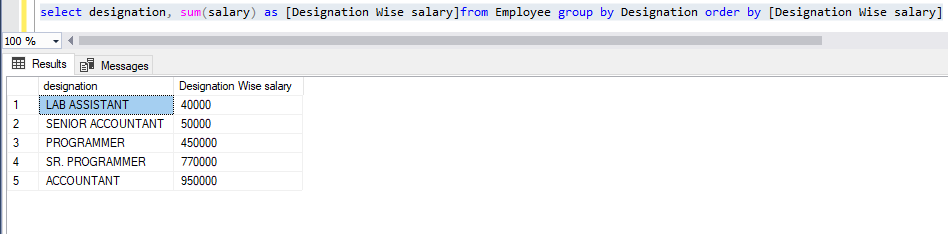 select designation, sum(salary) as [Designation Wise salary]from Employee group by Designation order by [Designation Wise salary]
100 %
Results Messages
designation Designation Wise salary
1 LAB ASSISTANT 40000
2 SENIOR ACCOUNTANT 50000
3 PROGRAMMER 450000
4 SR. PROGRAMMER 770000
5 ACCOUNTANT 950000